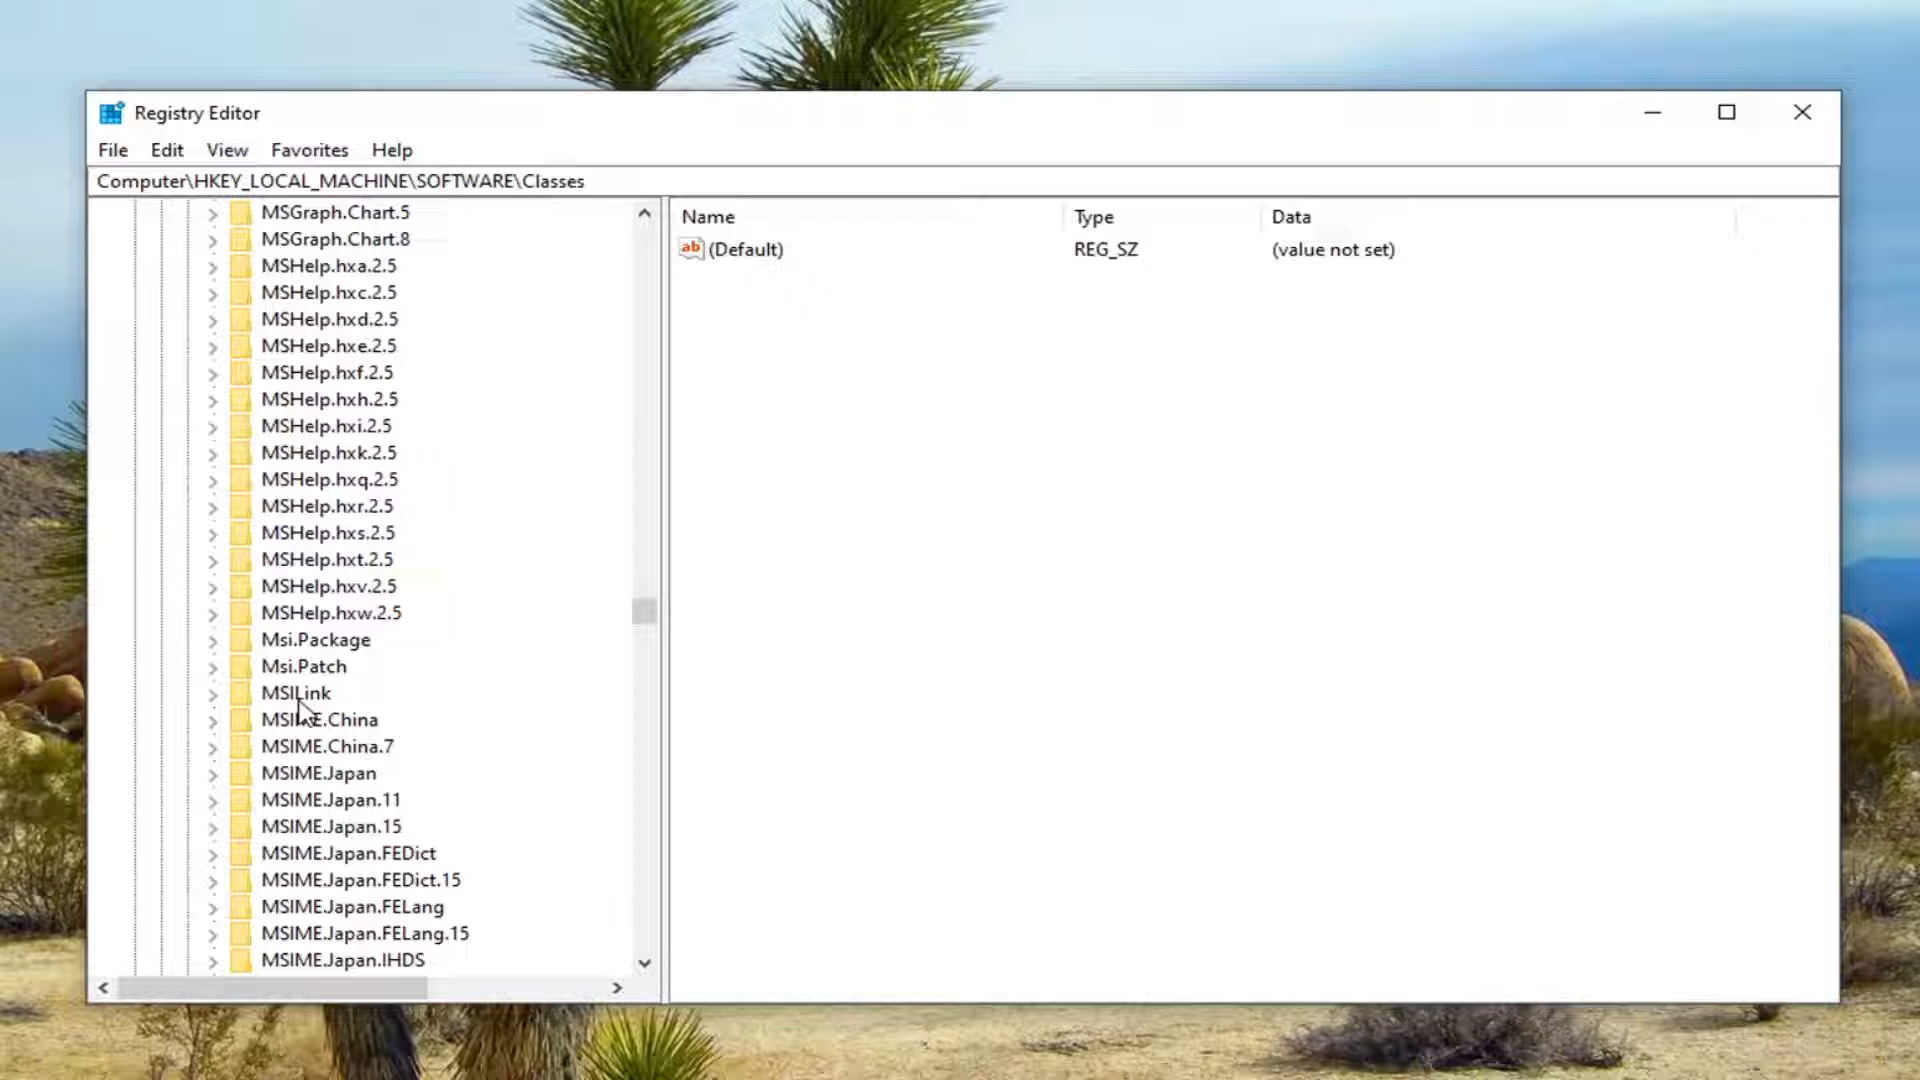 Registry Editor
File Edit View Favorites Help
Computer\HKEY_LOCAL_MACHINE\SOFTWARE\Classes
MSGraph.Chart.5
MSGraph.Chart.8
MSHelp.hxa.2.5
MSHelp.hxc.2.5
MSHelp.hxd.2.5
MSHelp.hxe.2.5
MSHelp.hxf.2.5
MSHelp.hxh.2.5
MSHelp.hxi.2.5
MSHelp.hxk.2.5
MSHelp.hxq.2.5
MSHelp.hxr.2.5
MSHelp.hxs.2.5
MSHelp.hxt.2.5
MSHelp.hxv.2.5
MSHelp.hxw.2.5
Msi.Package
Msi.Patch
MSILink
MSIME.China
MSIME.China.7
MSIME.Japan
MSIME.Japan.11
MSIME.Japan.15
MSIME.Japan.FEDict
MSIME.Japan.FEDict.15
MSIME.Japan.FELang
MSIME.Japan.FELang.15
MSIME.Japan.IHDS
Name Type Data
ab (Default) REG_SZ (value not set)